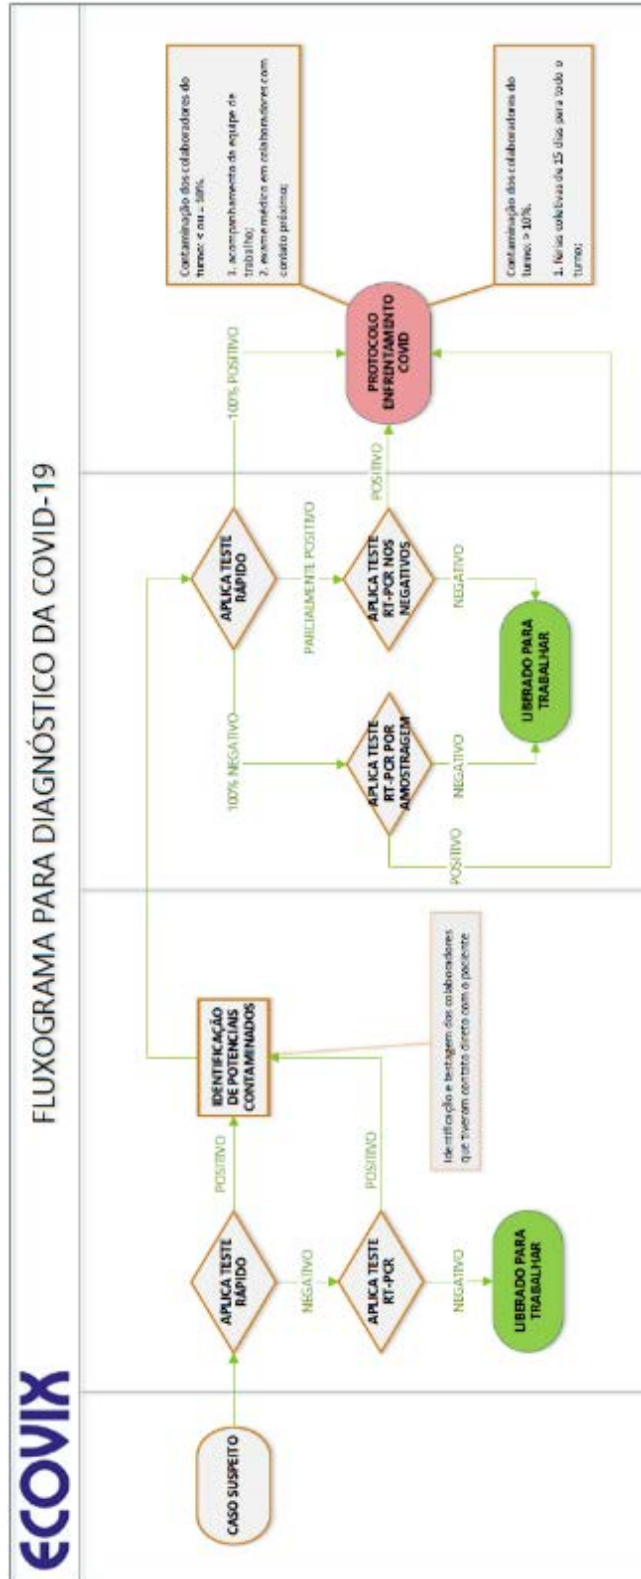 ECOVIX
FLUXOGRAMA PARA DIAGNÓSTICO DA COVID-19
CASO SUSPEITO
APLICA TESTE
RÁPIDO
POSITIVO
NEGATIVO
APLICA TESTE
RT-PCR
POSITIVO
NEGATIVO
LIBERADO PARA
TRABALHAR
IDENTIFICAÇÃO
DE POTENCIAIS
CONTAMINADOS
Identificação e testagem dos colaboradores
que tiveram contato direto com o paciente
APLICA TESTE
RÁPIDO
100% NEGATIVO
PARCIALMENTE POSITIVO
100% POSITIVO
APLICA TESTE
RT-PCR POR
AMOSTRAGEM
NEGATIVO
POSITIVO
APLICA TESTE
RT-PCR NOS
NEGATIVOS
POSITIVO
NEGATIVO
LIBERADO PARA
TRABALHAR
PROTOCOLO
ENFRENTAMENTO
COVID
Contaminação dos colaboradores do
turno: < ou = 10%.
1. acompanhamento da equipe de
trabalho;
2. exame médico em colaboradores com
contato próximo;
Contaminação dos colaboradores do
turno: > 10%.
1. férias coletivas de 15 dias para todo o
turno;